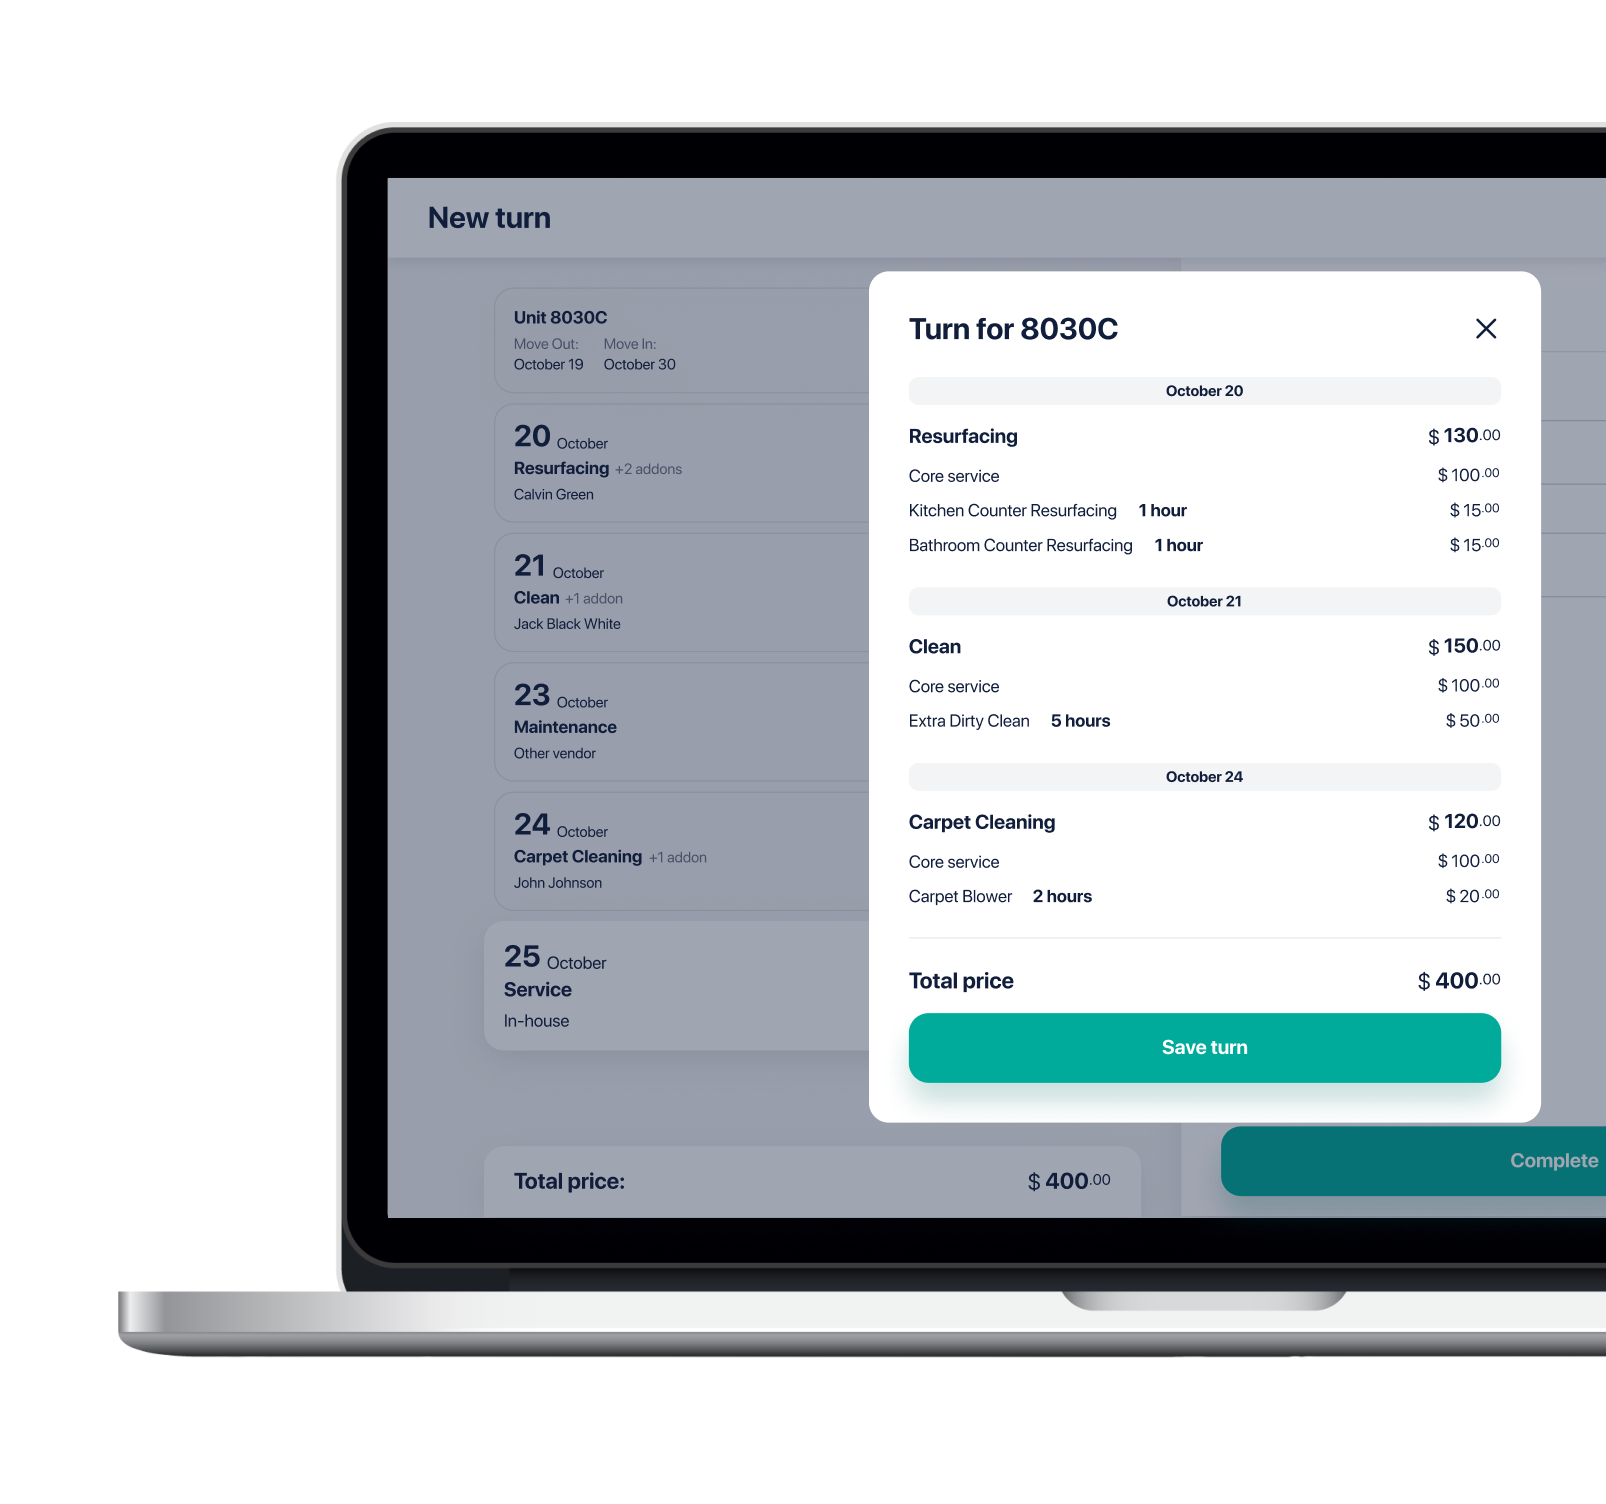 New turn
Unit 8030C
Move Out: Move In:
October 19 October 30
20 October
Resurfacing +2 addons
Calvin Green
21 October
Clean +1 addon
Jack Black White
23 October
Maintenance
Other vendor
24 October
Carpet Cleaning +1 addon
John Johnson
25 October
Service
In-house
Total price: $ 400.00
Turn for 8030C
October 20
Resurfacing $ 130.00
Core service $ 100.00
Kitchen Counter Resurfacing 1 hour $ 15.00
Bathroom Counter Resurfacing 1 hour $ 15.00
October 21
Clean $ 150.00
Core service $ 100.00
Extra Dirty Clean 5 hours $ 50.00
October 24
Carpet Cleaning $ 120.00
Core service $ 100.00
Carpet Blower 2 hours $ 20.00
Total price $ 400.00
Save turn
Complete